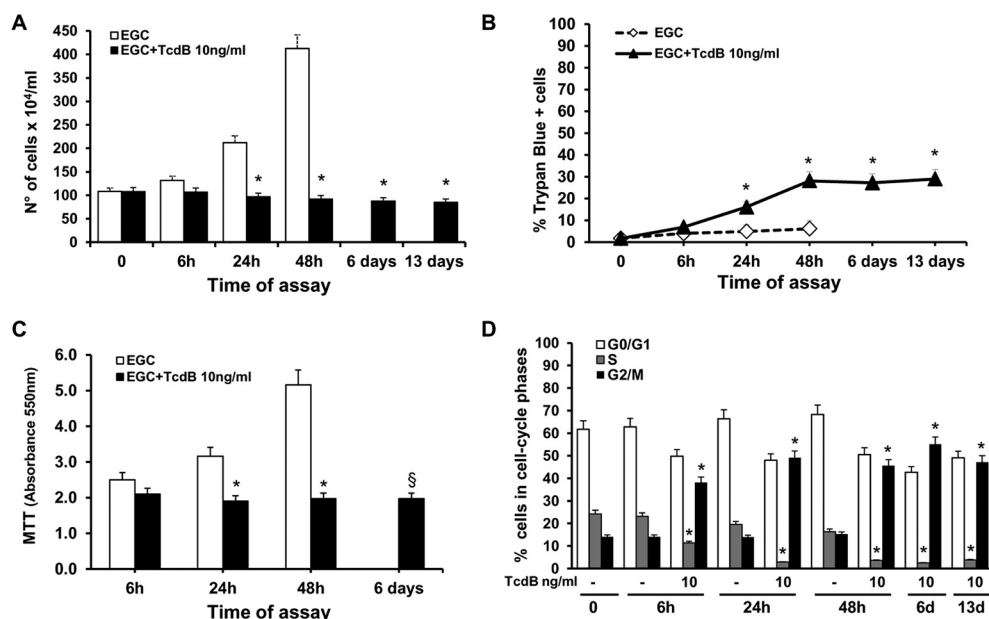 A
EGC
EGC+TcdB 10ng/ml
N° of cells x 10⁴/ml
450
400
350
300
250
200
150
100
50
0
* * * *
0 6h 24h 48h 6 days 13 days
Time of assay
B
EGC
EGC+TcdB 10ng/ml
% Trypan Blue + cells
100
90
80
70
60
50
40
30
20
10
0
* * * *
0 6h 24h 48h 6 days 13 days
Time of assay
C
EGC
EGC+TcdB 10ng/ml
MTT (Absorbance 550nm)
6.0
5.0
4.0
3.0
2.0
1.0
0.0
* * §
6h 24h 48h 6 days
Time of assay
D
G0/G1
S
G2/M
% cells in cell-cycle phases
100
90
80
70
60
50
40
30
20
10
0
* * * * *
* * * * *
TcdB ng/ml - - 10 - 10 - 10 10 10
0 6h 24h 48h 6d 13d